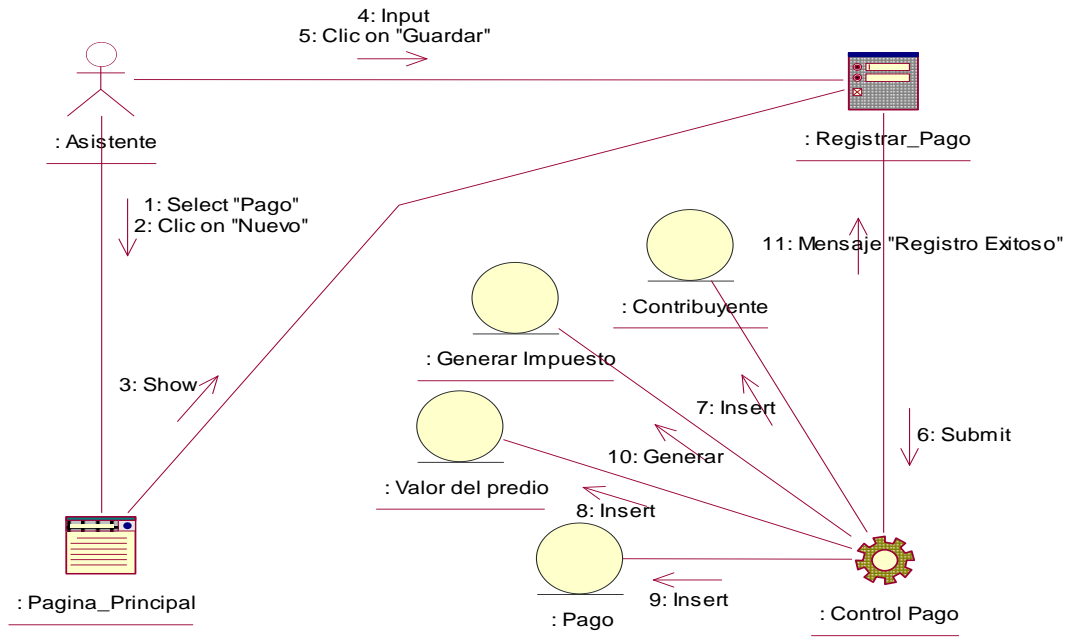 4: Input
5: Clic on "Guardar"
: Asistente
: Registrar_Pago
1: Select "Pago"
2: Clic on "Nuevo"
11: Mensaje "Registro Exitoso"
: Contribuyente
: Generar Impuesto
3: Show
7: Insert
6: Submit
10: Generar
: Valor del predio
8: Insert
9: Insert
: Pagina_Principal
: Pago
: Control Pago